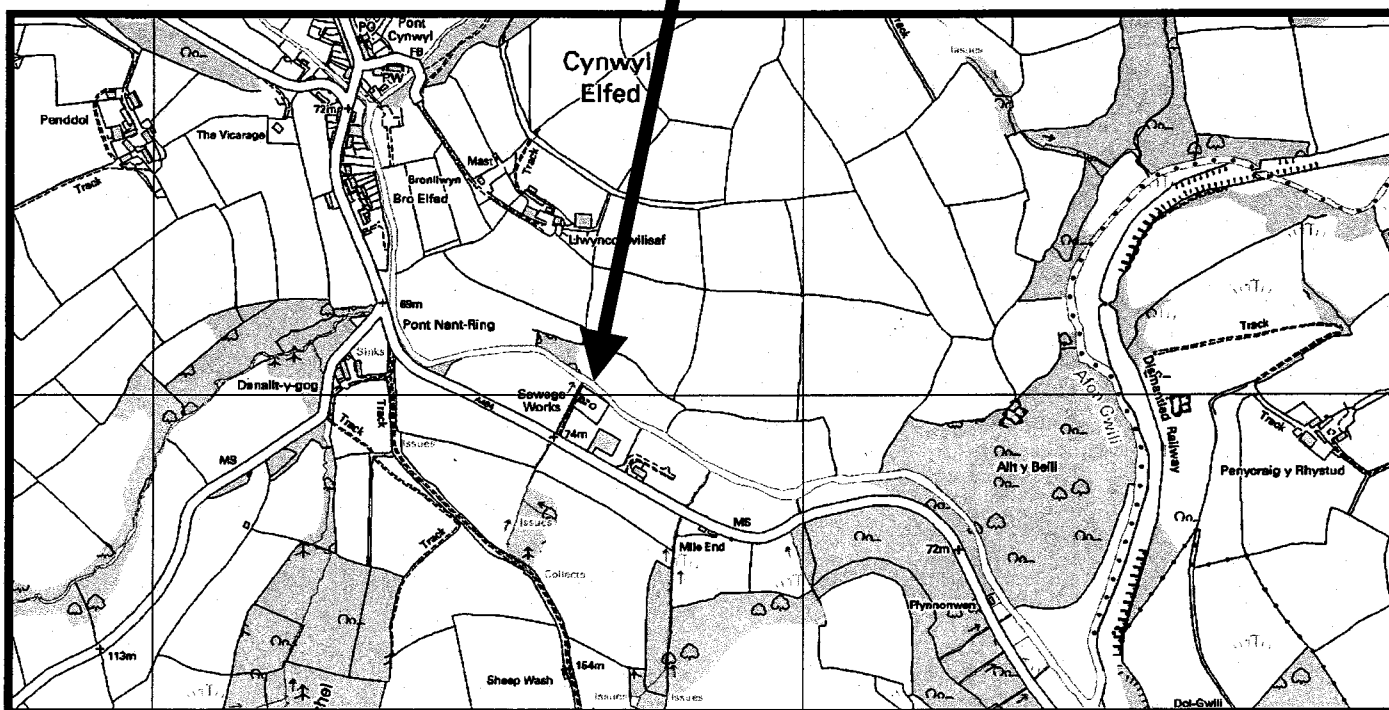 PO
Pont
Cynwyl
FB
PW
72m
Penddol
The Vicarage
Cynwyl
Elfed
Track
Issues
Track
Mast
Track
Bronllwyn
Bro Elfed
69m
Pont Nant-Ring
Sinks
Danallt-y-gog
Track
Track
Issues
MS
Sewage
Works
74m
Afon Gwili
Dismantled Railway
Track
Track
Penycraig y Rhystud
Allt y Beili
MS
Mile End
72m
Ffynnonwen
Issues
Track
Collects
113m
Sheep Wash
154m
Issues
Issues
Dol-Gwili